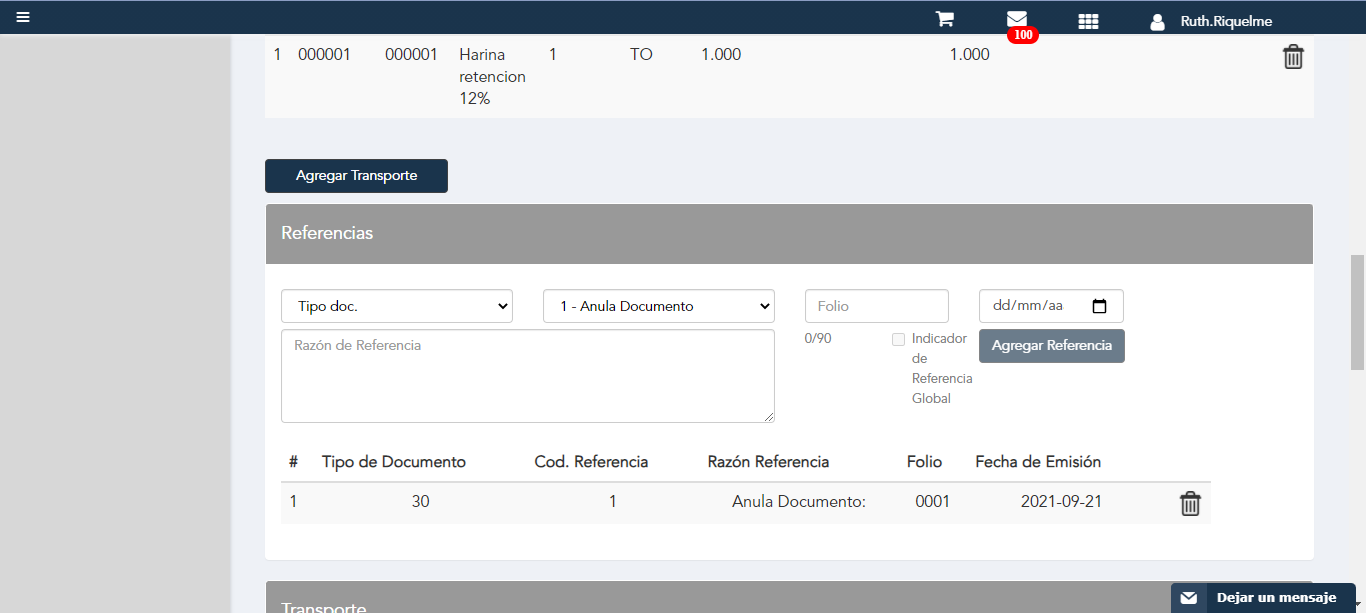 Ruth.Riquelme
100
1 000001 000001 Harina 1 TO 1.000 1.000
retencion
12%
Agregar Transporte
Referencias
Tipo doc. 1 - Anula Documento Folio dd/mm/aa
Razón de Referencia 0/90 Indicador Agregar Referencia
de
Referencia
Global
# Tipo de Documento Cod. Referencia Razón Referencia Folio Fecha de Emisión
1 30 1 Anula Documento: 0001 2021-09-21
Transporte
Dejar un mensaje